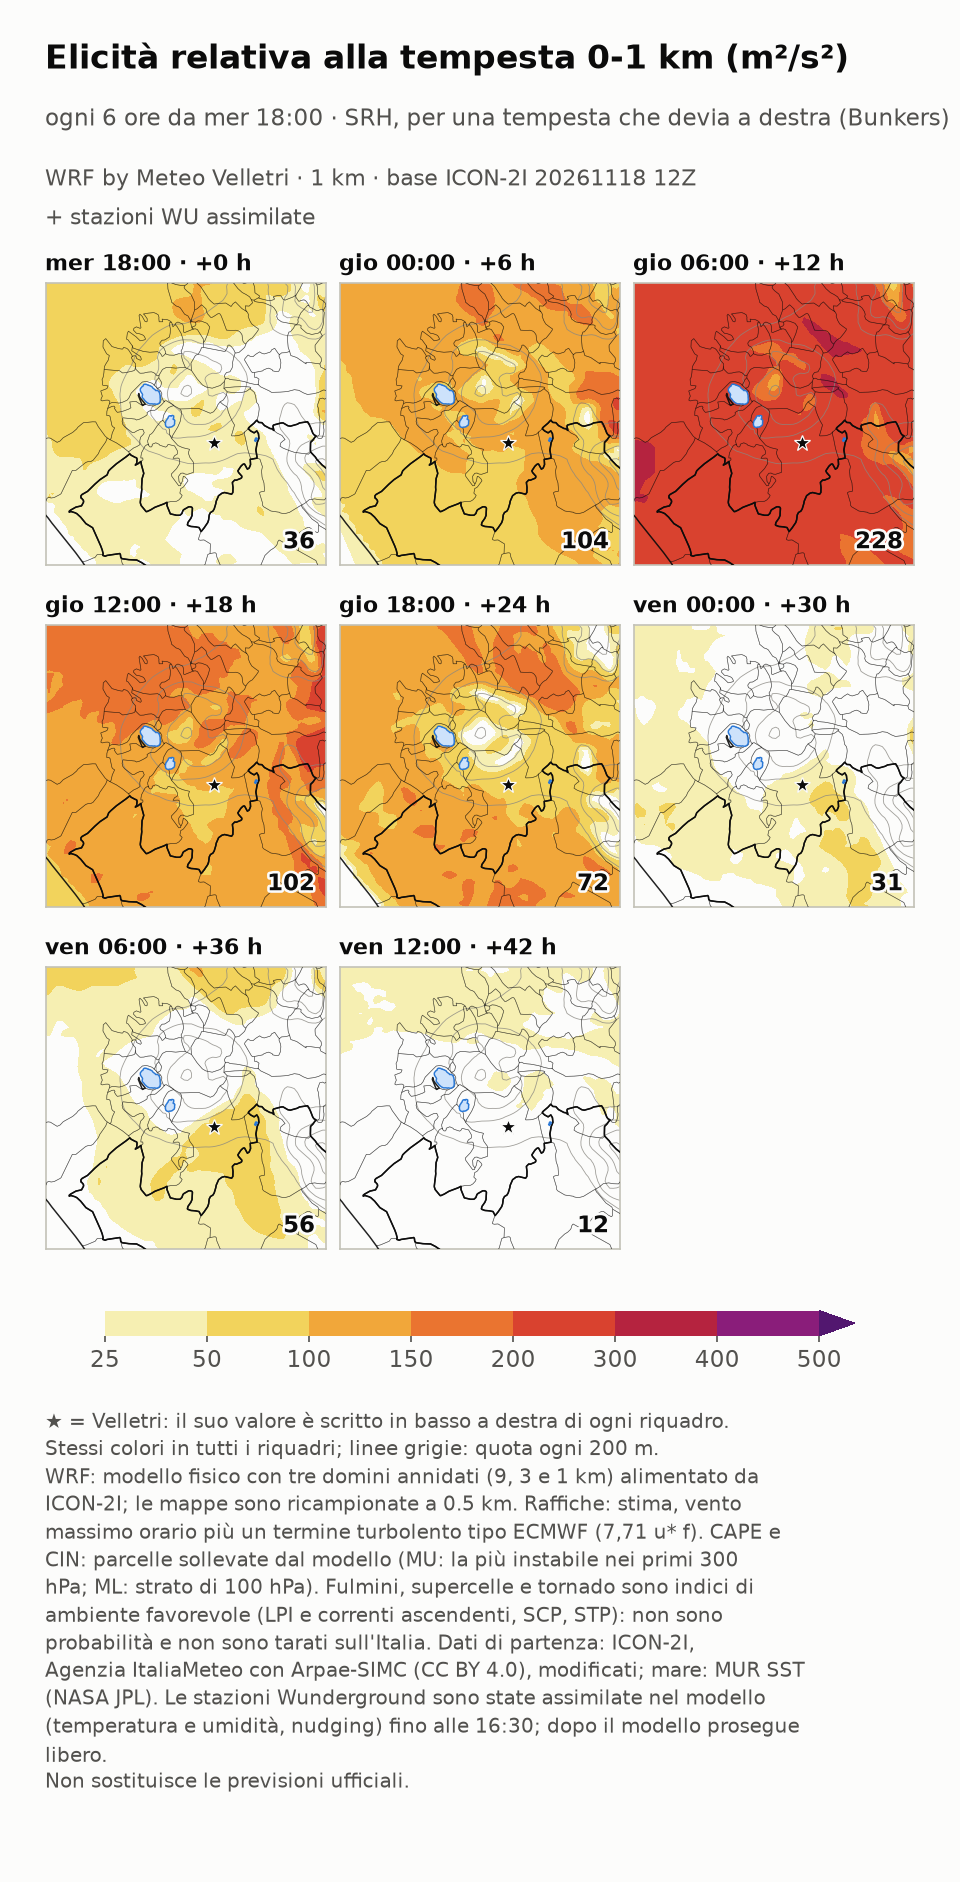 Elicità relativa alla tempesta 0-1 km (m²/s²)
ogni 6 ore da mer 18:00 · SRH, per una tempesta che devia a destra (Bunkers)
WRF by Meteo Velletri · 1 km · base ICON-2I 20261118 12Z
+ stazioni WU assimilate
mer 18:00 · +0 h
gio 00:00 · +6 h
gio 06:00 · +12 h
36
104
228
gio 12:00 · +18 h
gio 18:00 · +24 h
ven 00:00 · +30 h
102
72
31
ven 06:00 · +36 h
ven 12:00 · +42 h
56
12
25 50 100 150 200 300 400 500
★ = Velletri: il suo valore è scritto in basso a destra di ogni riquadro.
Stessi colori in tutti i riquadri; linee grigie: quota ogni 200 m.
WRF: modello fisico con tre domini annidati (9, 3 e 1 km) alimentato da
ICON-2I; le mappe sono ricampionate a 0.5 km. Raffiche: stima, vento
massimo orario più un termine turbolento tipo ECMWF (7,71 u* f). CAPE e
CIN: parcelle sollevate dal modello (MU: la più instabile nei primi 300
hPa; ML: strato di 100 hPa). Fulmini, supercelle e tornado sono indici di
ambiente favorevole (LPI e correnti ascendenti, SCP, STP): non sono
probabilità e non sono tarati sull'Italia. Dati di partenza: ICON-2I,
Agenzia ItaliaMeteo con Arpae-SIMC (CC BY 4.0), modificati; mare: MUR SST
(NASA JPL). Le stazioni Wunderground sono state assimilate nel modello
(temperatura e umidità, nudging) fino alle 16:30; dopo il modello prosegue
libero.
Non sostituisce le previsioni ufficiali.